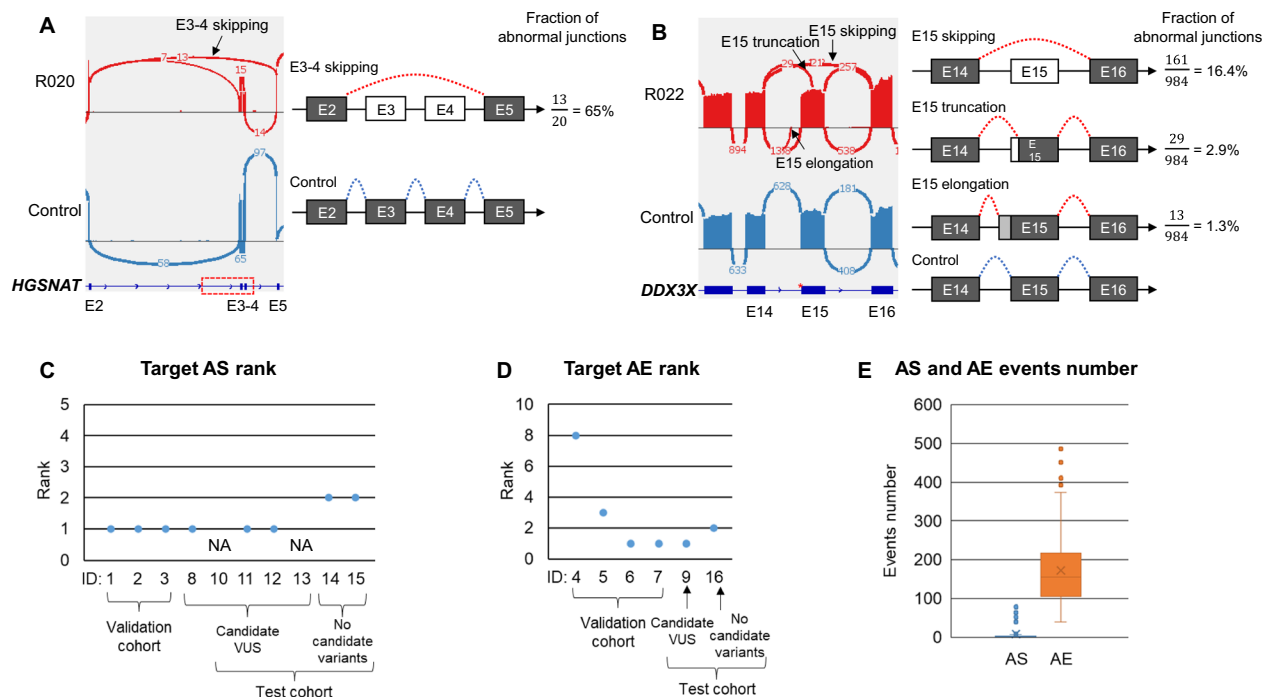 A
E3-4 skipping
Fraction of
abnormal junctions
R020
7
13
15
14
E3-4 skipping
E2 E3 E4 E5
13
20
= 65%
Control
97
58
65
Control
E2 E3 E4 E5
HGSNAT
E2 E3-4 E5
B
E15 skipping
E15 truncation
R022
29
21
257
894
538
E15 elongation
Control
628
181
633
408
DDX3X
*
E14 E15 E16
Fraction of
abnormal junctions
E15 skipping
E14 E15 E16
161
984
= 16.4%
E15 truncation
E14 E
15 E16
29
984
= 2.9%
E15 elongation
E14 E15 E16
13
984
= 1.3%
Control
E14 E15 E16
C Target AS rank
Rank
5
4
3
2
1
0
NA NA
ID: 1 2 3 8 10 11 12 13 14 15
Validation
cohort
Candidate
VUS
No
candidate
variants
Test cohort
D Target AE rank
Rank
10
8
6
4
2
0
ID: 4 5 6 7 9 16
Validation
cohort
Candidate
VUS
No
candidate
variants
Test cohort
E AS and AE events number
Events number
600
500
400
300
200
100
0
AS AE